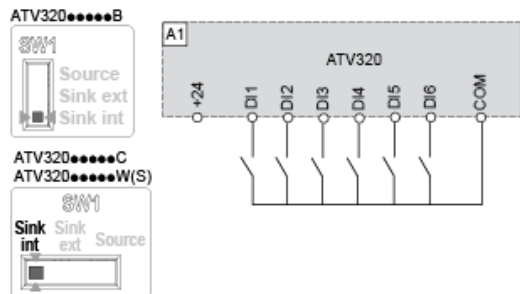 ATV320●●●●●B
SW1
Source
Sink ext
Sink int
A1
ATV320
+24
DI1
DI2
DI3
DI4
DI5
DI6
COM
ATV320●●●●●C
ATV320●●●●●W(S)
SW1
Sink int
Sink ext
Source